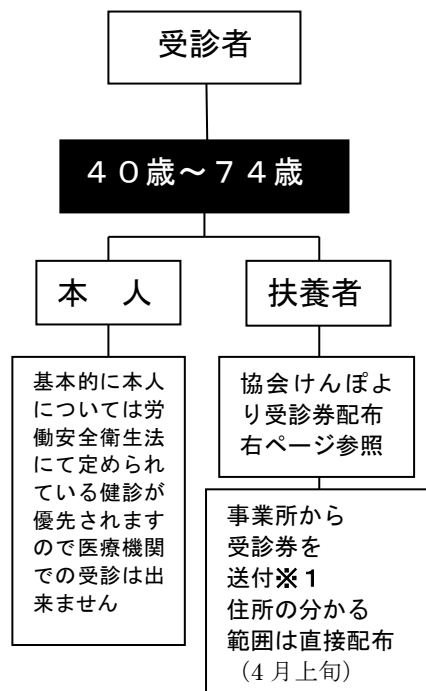 受診者
４０歳～７４歳
本　人
扶養者
基本的に本人
については労
働安全衛生法
にて定められ
ている健診が
優先されます
ので医療機関
での受診は出
来ません
協会けんぽよ
り受診券配布
右ページ参照
事業所から
受診券を
送付※１
住所の分かる
範囲は直接配布
（4月上旬）